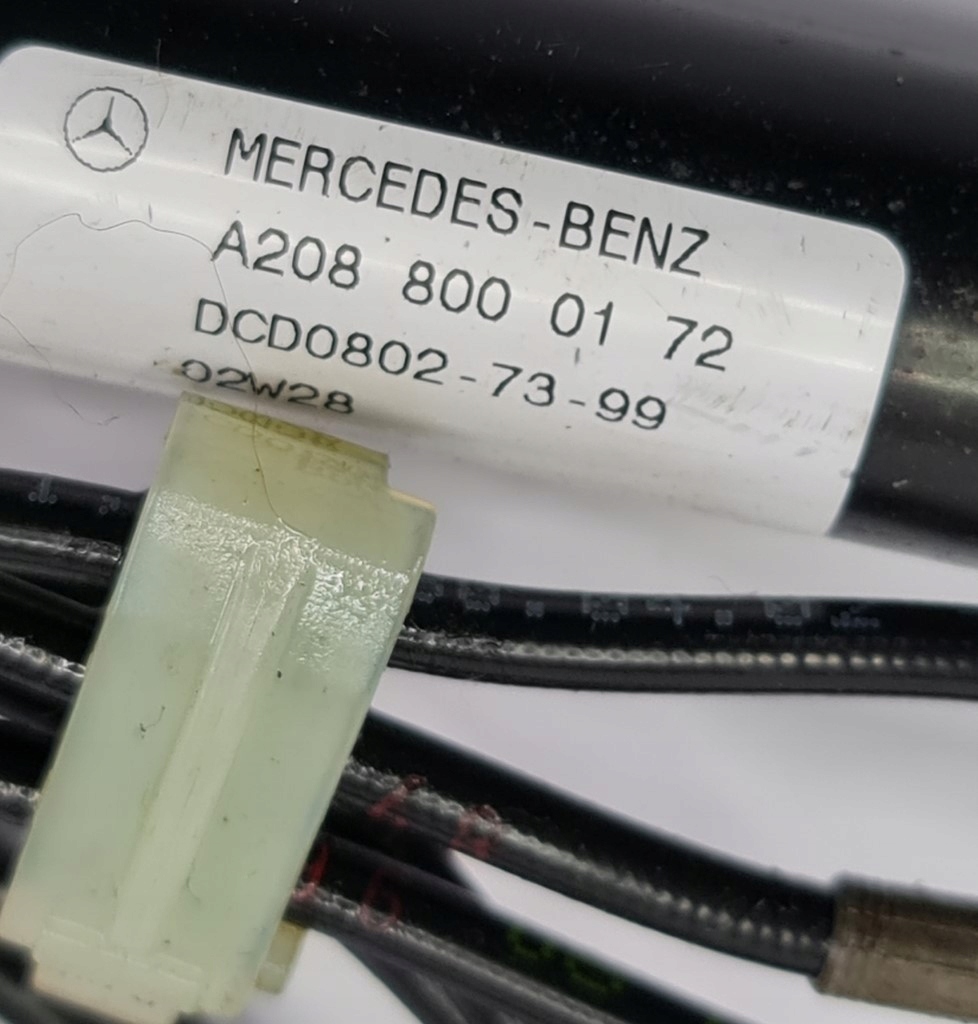 MERCEDES-BENZ
A208 800 01 72
DCD0802-73-99
02W28